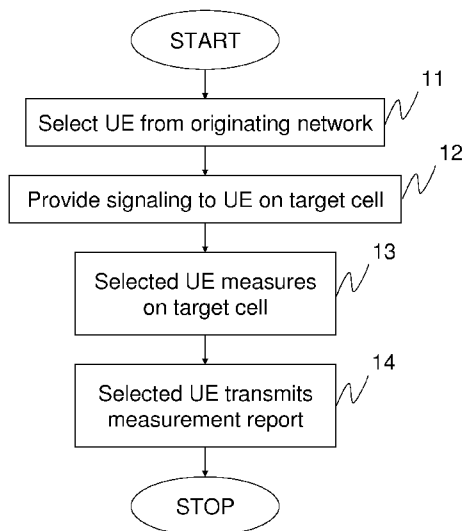 START
11
Select UE from originating network
12
Provide signaling to UE on target cell
13
Selected UE measures
on target cell
14
Selected UE transmits
measurement report
STOP